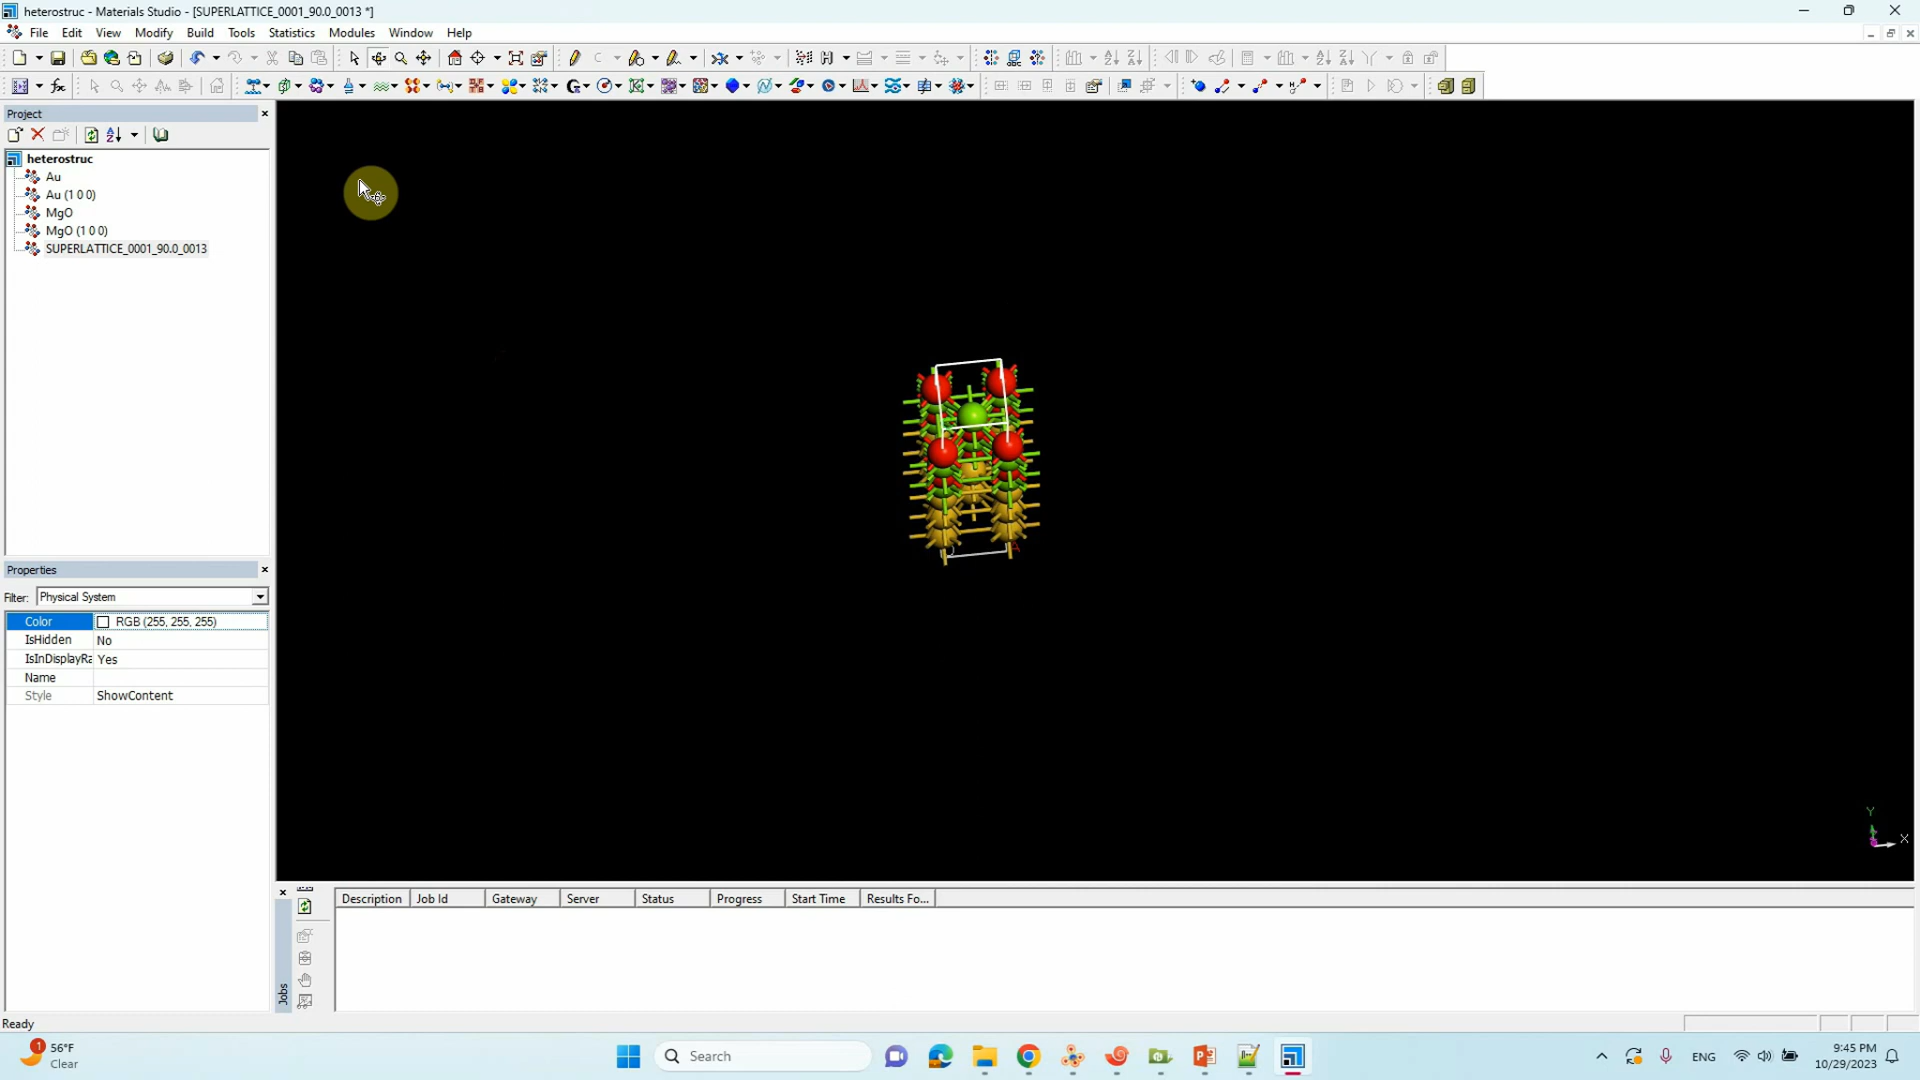 heterostruc - Materials Studio - [SUPERLATTICE_0001_90.0_0013 *]
File Edit View Modify Build Tools Statistics Modules Window Help
Project
heterostruc
Au
Au (1 0 0)
MgO
MgO (1 0 0)
SUPERLATTICE_0001_90.0_0013
Properties
Filter: Physical System
Color RGB (255, 255, 255)
IsHidden No
IsInDisplayRa Yes
Name
Style ShowContent
Y
X
Description Job Id Gateway Server Status Progress Start Time Results Fo...
Jobs
Ready
1
56°F
Clear
Search
ENG
9:45 PM
10/29/2023